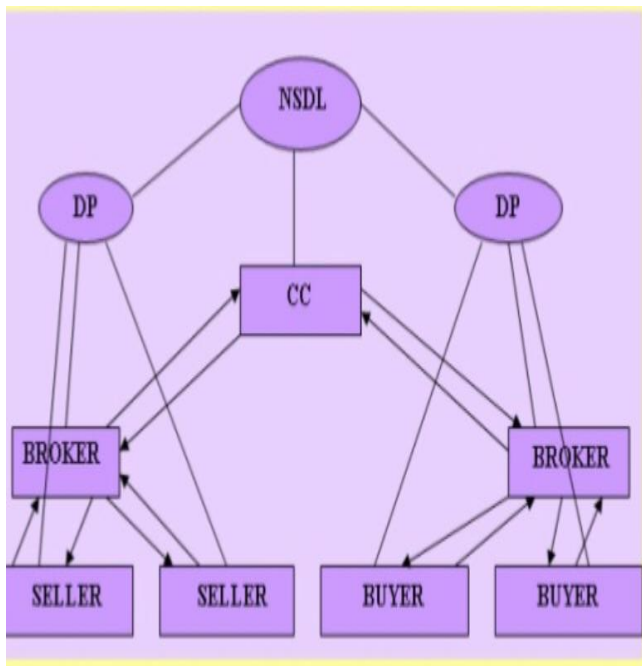 NSDL
DP
DP
CC
BROKER
BROKER
SELLER
SELLER
BUYER
BUYER